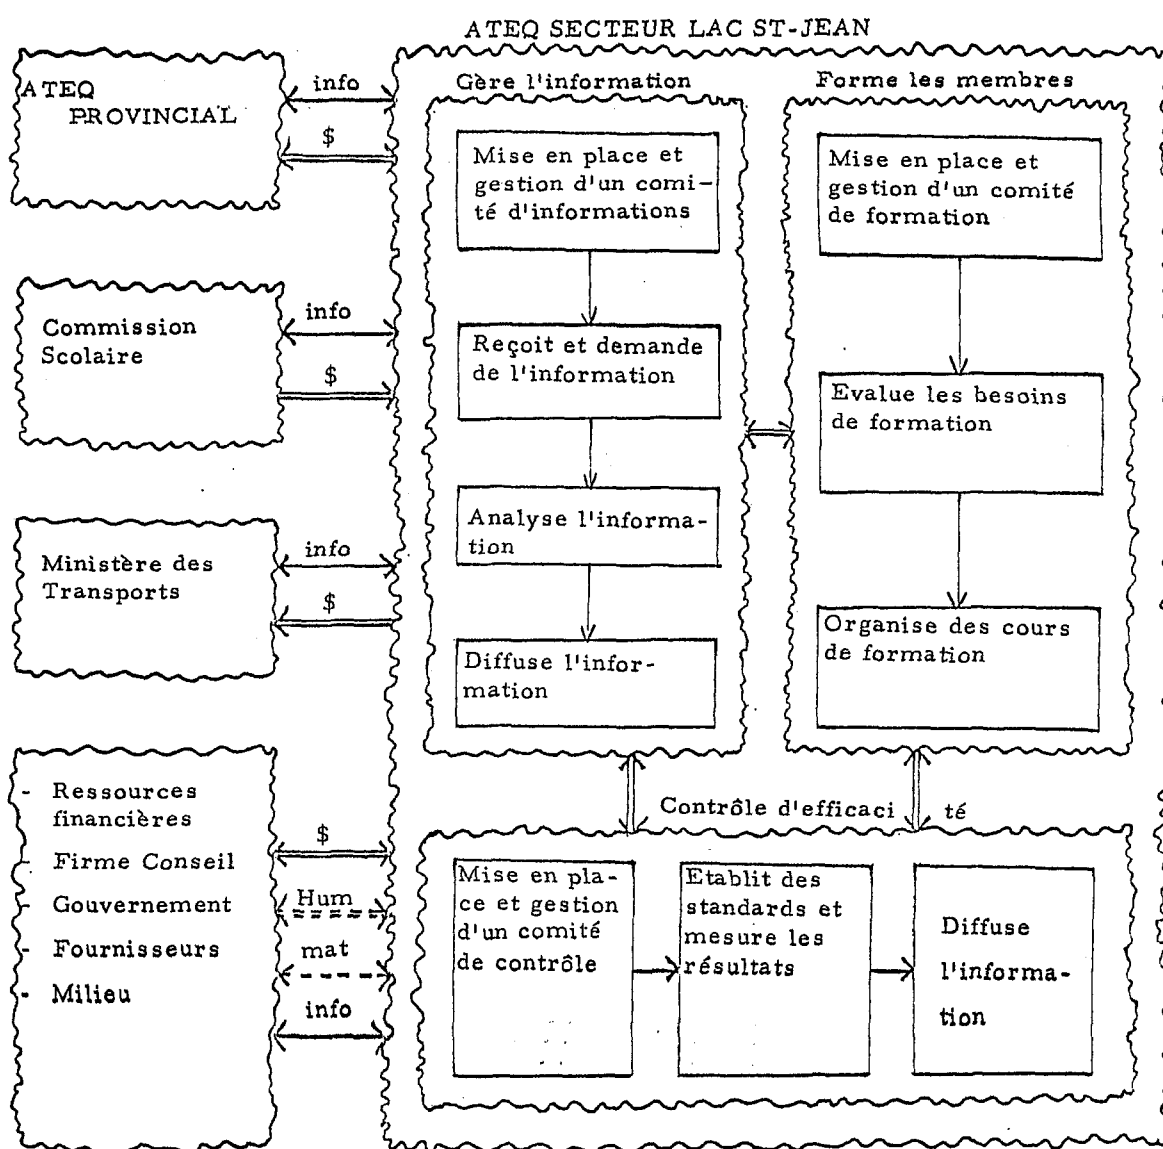 ATEQ SECTEUR LAC ST-JEAN
ATEQ
PROVINCIAL
info
$
Commission
Scolaire
info
$
Ministère des
Transports
info
$
- Ressources
financières
- Firme Conseil
- Gouvernement
- Fournisseurs
- Milieu
$
Hum
mat
info
Gère l'information
Mise en place et
gestion d'un comi-
té d'informations
Reçoit et demande
de l'information
Analyse l'informa-
tion
Diffuse l'infor-
mation
Forme les membres
Mise en place et
gestion d'un comité
de formation
Evalue les besoins
de formation
Organise des cours
de formation
Contrôle d'efficaci té
Mise en pla-
ce et gestion
d'un comité
de contrôle
Etablit des
standards et
mesure les
résultats
Diffuse
l'informa-
tion